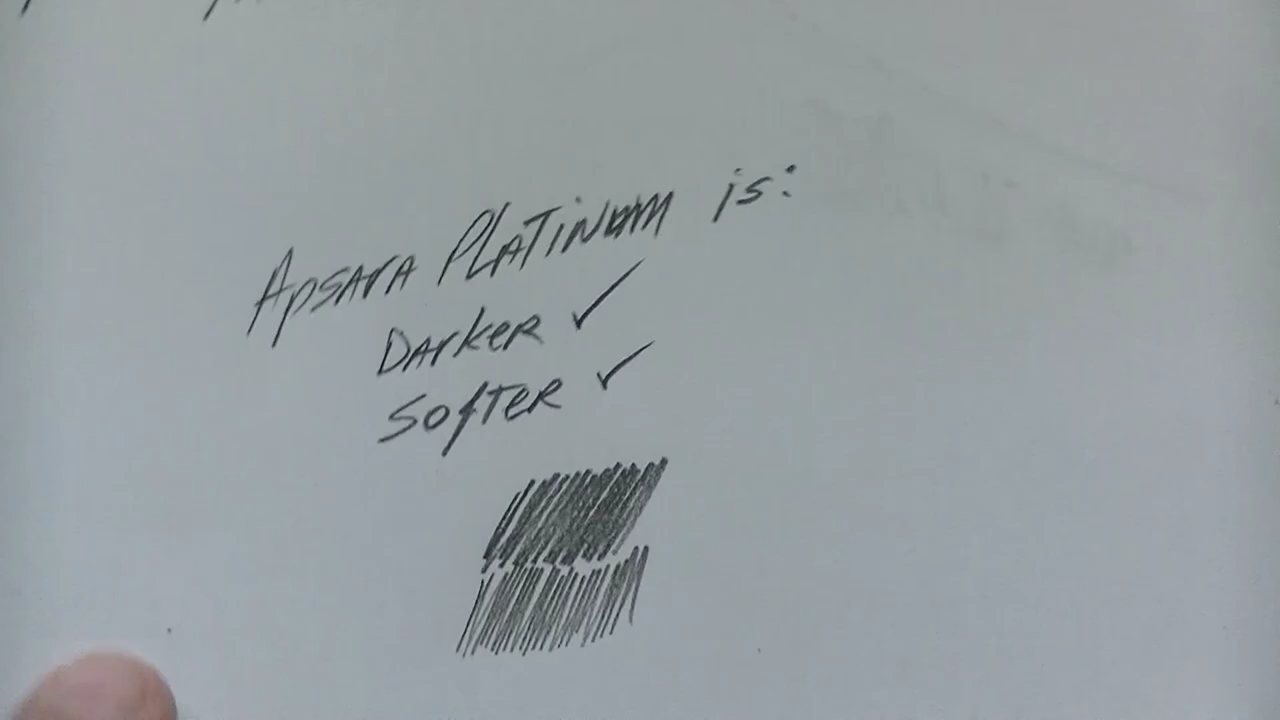 Apsara Platinum is:
Darker ✓
Softer ✓